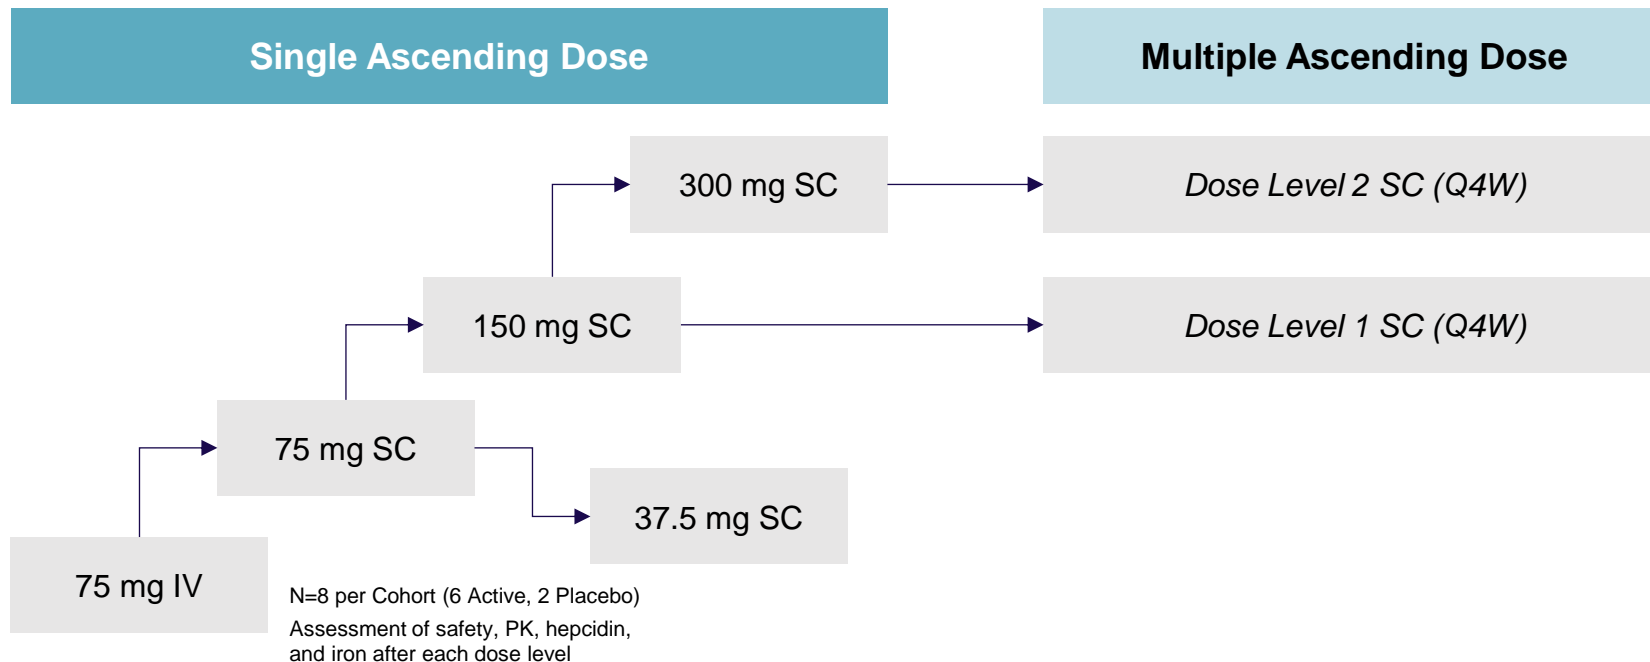 Single Ascending Dose
Multiple Ascending Dose
300 mg SC
Dose Level 2 SC (Q4W)
150 mg SC
Dose Level 1 SC (Q4W)
75 mg SC
37.5 mg SC
75 mg IV
N=8 per Cohort (6 Active, 2 Placebo)
Assessment of safety, PK, hepcidin,
and iron after each dose level